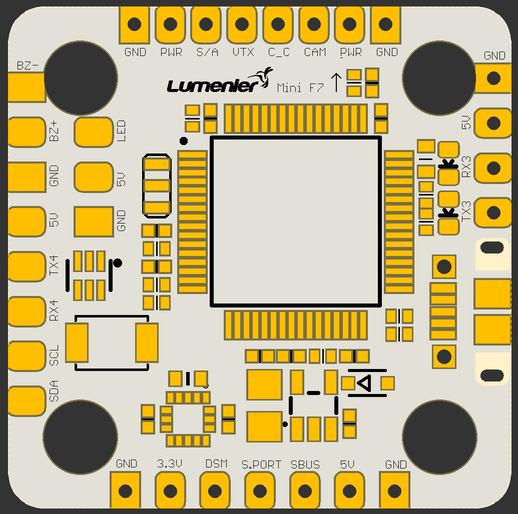 GND PWR S/A VTX C_C CAM PWR GND
Lumenier Mini F7
BZ-
GND
BZ+
LED
5V
GND
5V
RX3
5V
GND
TX3
TX4
RX4
SCL
SDA
GND 3.3V DSM S.PORT SBUS 5V GND